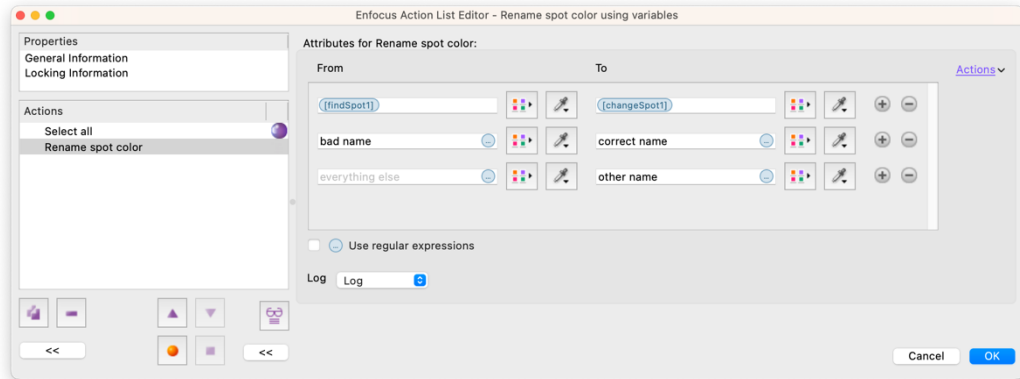 Enfocus Action List Editor - Rename spot color using variables
Properties
General Information
Locking Information
Actions
Select all
Rename spot color
<<
<<
Attributes for Rename spot color:
From To
Actions
[findSpot1] [changeSpot1]
bad name correct name
everything else other name
Use regular expressions
Log Log
Cancel OK